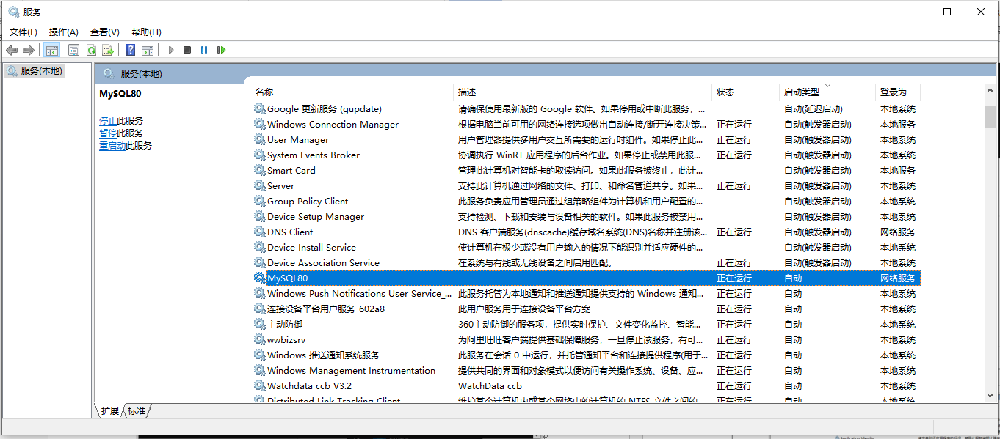 服务
文件(F) 操作(A) 查看(V) 帮助(H)
服务(本地)
服务(本地)
MySQL80
停止此服务
暂停此服务
重启动此服务
名称 描述 状态 启动类型 登录为
Google 更新服务 (gupdate) 请确保使用最新版的 Google 软件。如果停用或中断此服务，... 自动(延迟启动) 本地系统
Windows Connection Manager 根据电脑当前可用的网络连接选项做出自动连接/断开连接决策... 正在运行 自动(触发器启动) 本地服务
User Manager 用户管理器提供多用户交互所需要的运行时组件。如果停止此... 正在运行 自动(触发器启动) 本地系统
System Events Broker 协调执行 WinRT 应用程序的后台作业。如果停止或禁用此服... 正在运行 自动(触发器启动) 本地系统
Smart Card 管理此计算机对智能卡的取读访问。如果此服务被终止，此计... 自动(触发器启动) 本地服务
Server 支持此计算机通过网络的文件、打印、和命名管道共享。如果... 正在运行 自动(触发器启动) 本地系统
Group Policy Client 此服务负责应用管理员通过组策略组件为计算机和用户配置的... 自动(触发器启动) 本地系统
Device Setup Manager 支持检测、下载和安装与设备相关的软件。如果此服务被禁用... 自动(触发器启动) 本地系统
DNS Client DNS 客户端服务(dnscache)缓存域名系统(DNS)名称并注册该... 正在运行 自动(触发器启动) 网络服务
Device Install Service 使计算机在极少或没有用户输入的情况下能识别并适应硬件的... 自动(触发器启动) 本地系统
Device Association Service 在系统与有线或无线设备之间启用匹配。 正在运行 自动(触发器启动) 本地系统
MySQL80 正在运行 自动 网络服务
Windows Push Notifications User Service_... 此服务托管为本地通知和推送通知提供支持的 Windows 通知... 正在运行 自动 本地系统
连接设备平台用户服务_602a8 此用户服务用于连接设备平台方案 正在运行 自动 本地系统
主动防御 360主动防御的服务项，提供实时保护、文件变化监控、智能... 正在运行 自动 本地系统
wwbizsrv 为阿里旺旺客户端提供基础保障服务，一旦停止该服务，有可... 正在运行 自动 本地系统
Windows 推送通知系统服务 此服务在会话 0 中运行，并托管通知平台和连接提供程序(用于... 正在运行 自动 本地系统
Windows Management Instrumentation 提供共同的界面和对象模式以便访问有关操作系统、设备、应... 正在运行 自动 本地系统
Watchdata ccb V3.2 WatchData ccb 正在运行 自动 本地系统
Distributed Link Tracking Client 维护某个计算机内或某个网络中的计算机的 NTFS 文件之间的... 正在运行 自动 本地系统
扩展 标准